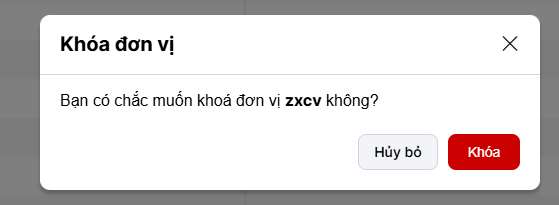 Khóa đơn vị
Bạn có chắc muốn khoá đơn vị zxcv không?
Hủy bỏ
Khóa